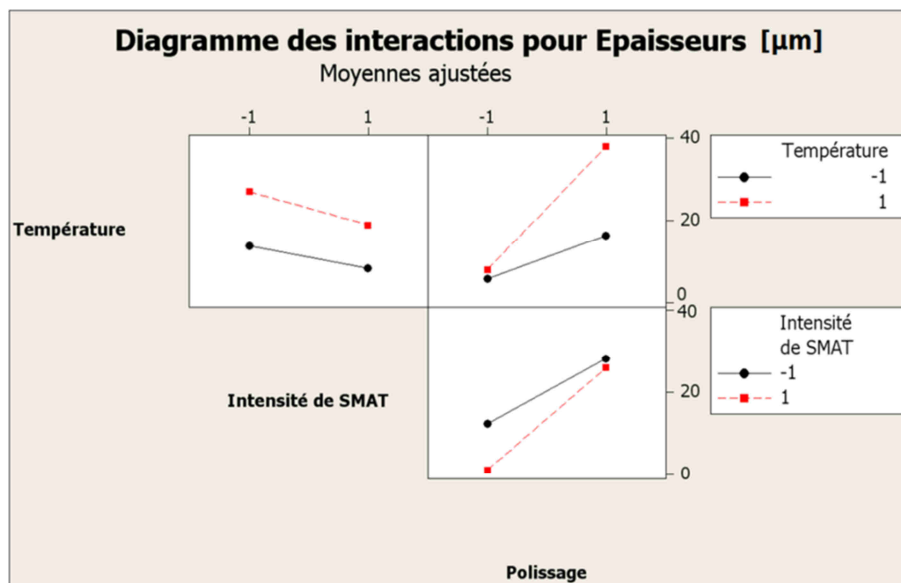 Diagramme des interactions pour Epaisseurs [µm]
Moyennes ajustées
-1 1 -1 1
40
20
0
Température
-1
1
Température
40
20
0
Intensité
de SMAT
-1
1
Intensité de SMAT
Polissage